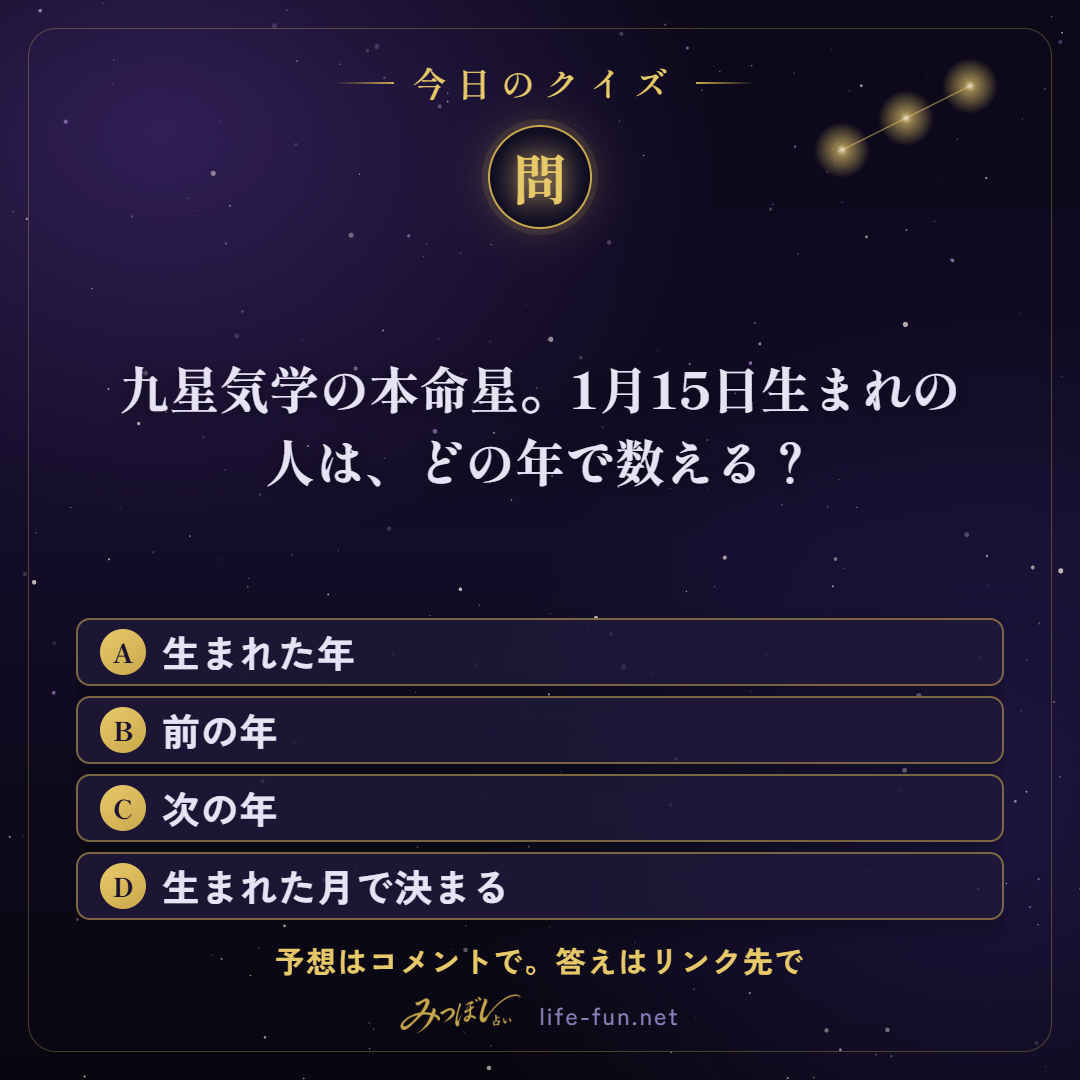 今日のクイズ
問
九星気学の本命星。1月15日生まれの
人は、どの年で数える？
A 生まれた年
B 前の年
C 次の年
D 生まれた月で決まる
予想はコメントで。答えはリンク先で
みつぼし占い life-fun.net